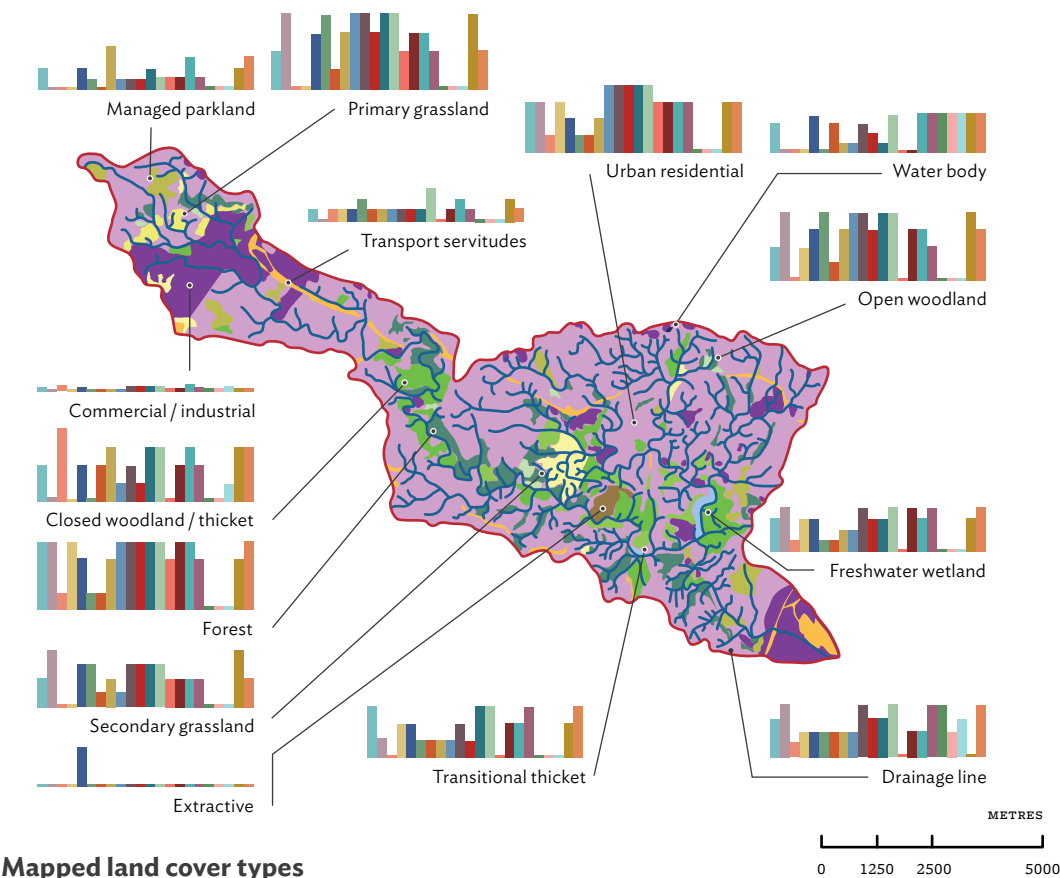 Managed parkland
Primary grassland
Urban residential
Water body
Transport servitudes
Open woodland
Commercial / industrial
Closed woodland / thicket
Freshwater wetland
Forest
Secondary grassland
Transitional thicket
Drainage line
Extractive
METRES
Mapped land cover types
0 1250 2500 5000